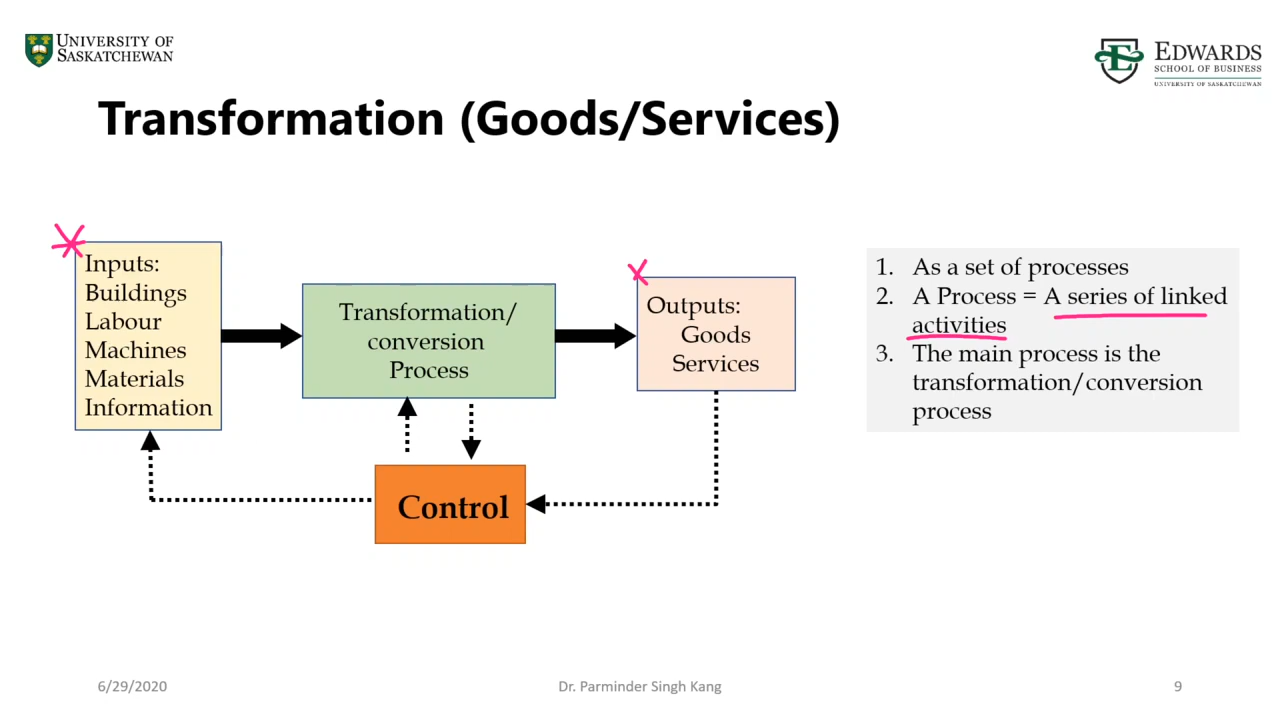 UNIVERSITY OF
SASKATCHEWAN
EDWARDS
SCHOOL OF BUSINESS
UNIVERSITY OF SASKATCHEWAN
Transformation (Goods/Services)
Inputs:
Buildings
Labour
Machines
Materials
Information
Transformation/
conversion
Process
Outputs:
Goods
Services
Control
1. As a set of processes
2. A Process = A series of linked
activities
3. The main process is the
transformation/conversion
process
6/29/2020
Dr. Parminder Singh Kang
9